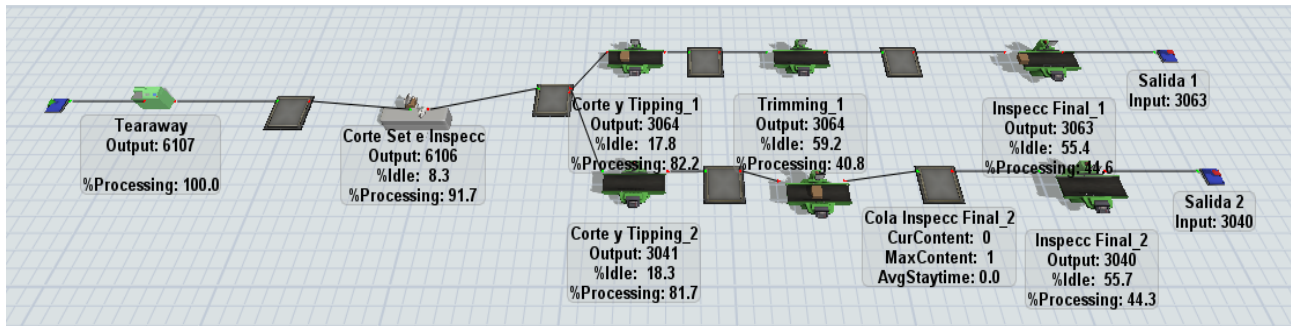 Tearaway
Output: 6107
%Processing: 100.0
Corte Set e Inspecc
Output: 6106
%Idle: 8.3
%Processing: 91.7
Corte y Tipping_1
Output: 3064
%Idle: 17.8
%Processing: 82.2
Trimming_1
Output: 3064
%Idle: 59.2
%Processing: 40.8
Inspecc Final_1
Output: 3063
%Idle: 55.4
%Processing: 44.6
Salida 1
Input: 3063
Corte y Tipping_2
Output: 3041
%Idle: 18.3
%Processing: 81.7
Cola Inspecc Final_2
CurContent: 0
MaxContent: 1
AvgStaytime: 0.0
Inspecc Final_2
Output: 3040
%Idle: 55.7
%Processing: 44.3
Salida 2
Input: 3040